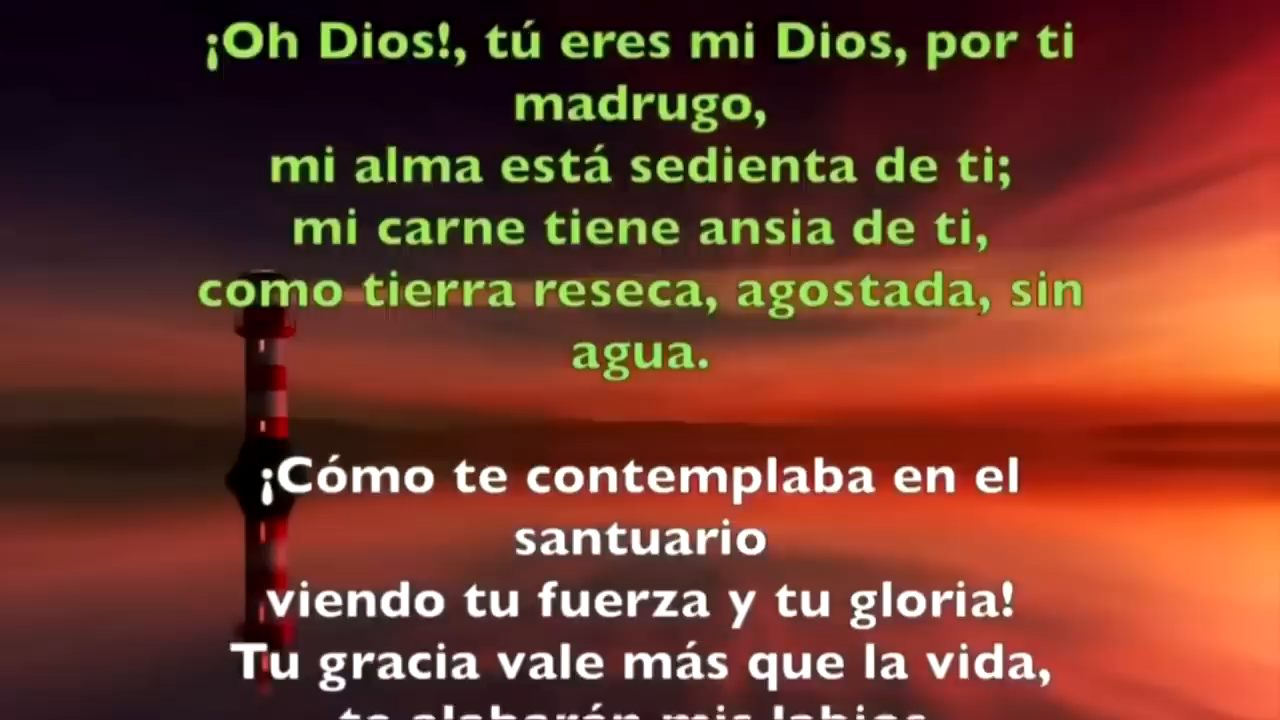 ¡Oh Dios!, tú eres mi Dios, por ti
madrugo,
mi alma está sedienta de ti;
mi carne tiene ansia de ti,
como tierra reseca, agostada, sin
agua.
¡Cómo te contemplaba en el
santuario
viendo tu fuerza y tu gloria!
Tu gracia vale más que la vida,
te alabarán mis labios.